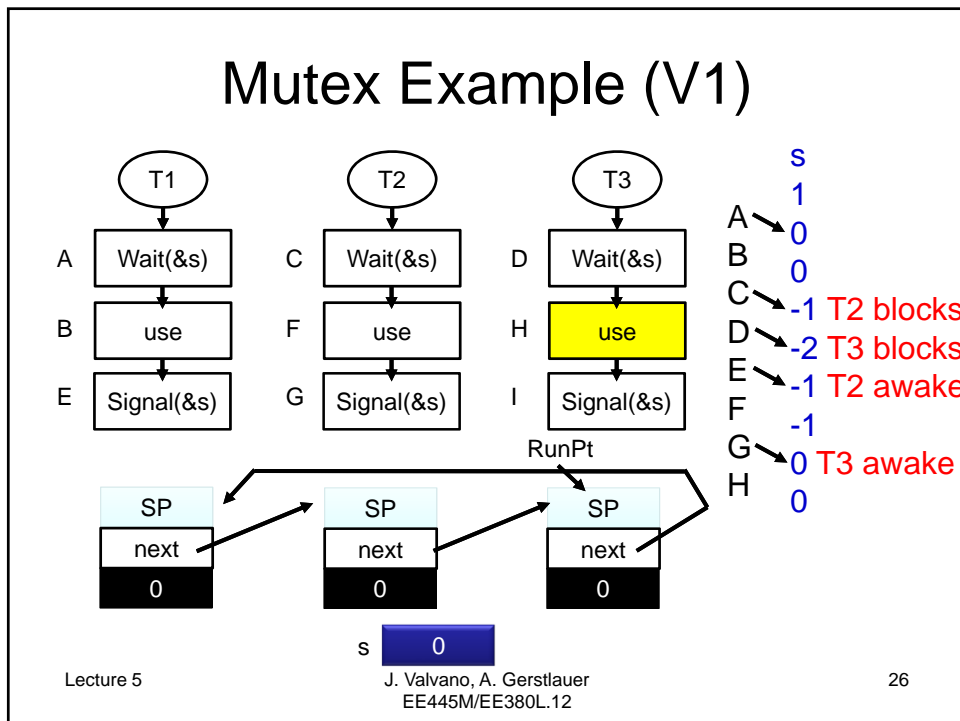 Mutex Example (V1)
T1
T2
T3
A
Wait(&s)
C
Wait(&s)
D
Wait(&s)
B
use
F
use
H
use
E
Signal(&s)
G
Signal(&s)
I
Signal(&s)
s
1
A
0
B
0
C
-1 T2 blocks
D
-2 T3 blocks
E
-1 T2 awake
F
-1
G
0 T3 awake
H
0
RunPt
SP
SP
SP
next
next
next
0
0
0
s
0
Lecture 5
J. Valvano, A. Gerstlauer
EE445M/EE380L.12
26